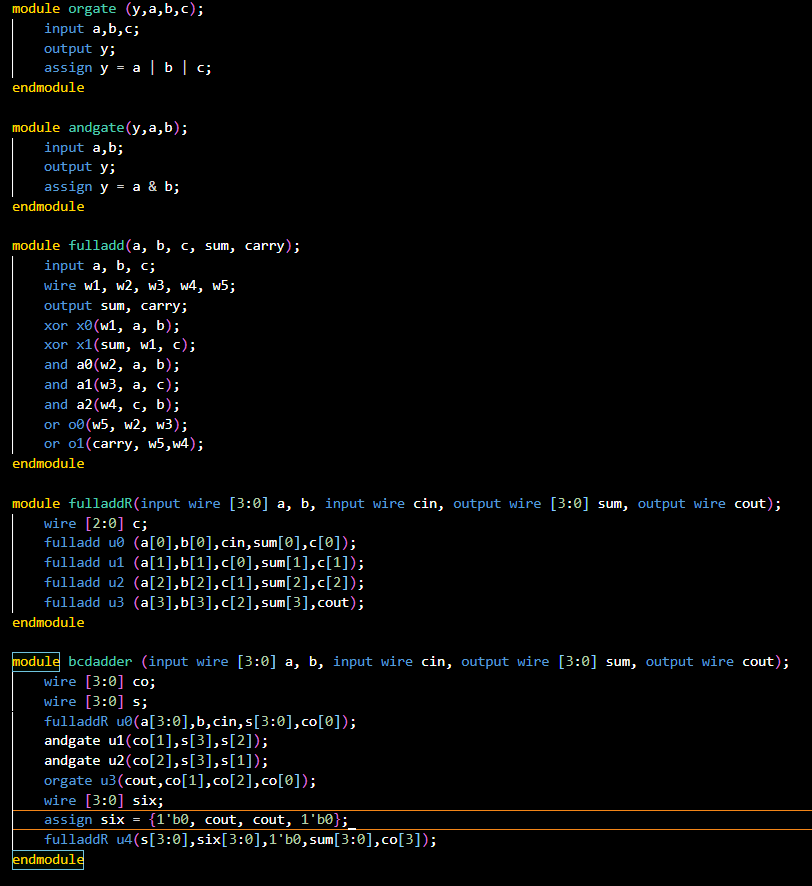 module orgate (y,a,b,c);
    input a,b,c;
    output y;
    assign y = a | b | c;
endmodule

module andgate(y,a,b);
    input a,b;
    output y;
    assign y = a & b;
endmodule

module fulladd(a, b, c, sum, carry);
    input a, b, c;
    wire w1, w2, w3, w4, w5;
    output sum, carry;
    xor x0(w1, a, b);
    xor x1(sum, w1, c);
    and a0(w2, a, b);
    and a1(w3, a, c);
    and a2(w4, c, b);
    or o0(w5, w2, w3);
    or o1(carry, w5,w4);
endmodule

module fulladdR(input wire [3:0] a, b, input wire cin, output wire [3:0] sum, output wire cout);
    wire [2:0] c;
    fulladd u0 (a[0],b[0],cin,sum[0],c[0]);
    fulladd u1 (a[1],b[1],c[0],sum[1],c[1]);
    fulladd u2 (a[2],b[2],c[1],sum[2],c[2]);
    fulladd u3 (a[3],b[3],c[2],sum[3],cout);
endmodule

module bcdadder (input wire [3:0] a, b, input wire cin, output wire [3:0] sum, output wire cout);
    wire [3:0] co;
    wire [3:0] s;
    fulladdR u0(a[3:0],b,cin,s[3:0],co[0]);
    andgate u1(co[1],s[3],s[2]);
    andgate u2(co[2],s[3],s[1]);
    orgate u3(cout,co[1],co[2],co[0]);
    wire [3:0] six;
    assign six = {1'b0, cout, cout, 1'b0};
    fulladdR u4(s[3:0],six[3:0],1'b0,sum[3:0],co[3]);
endmodule